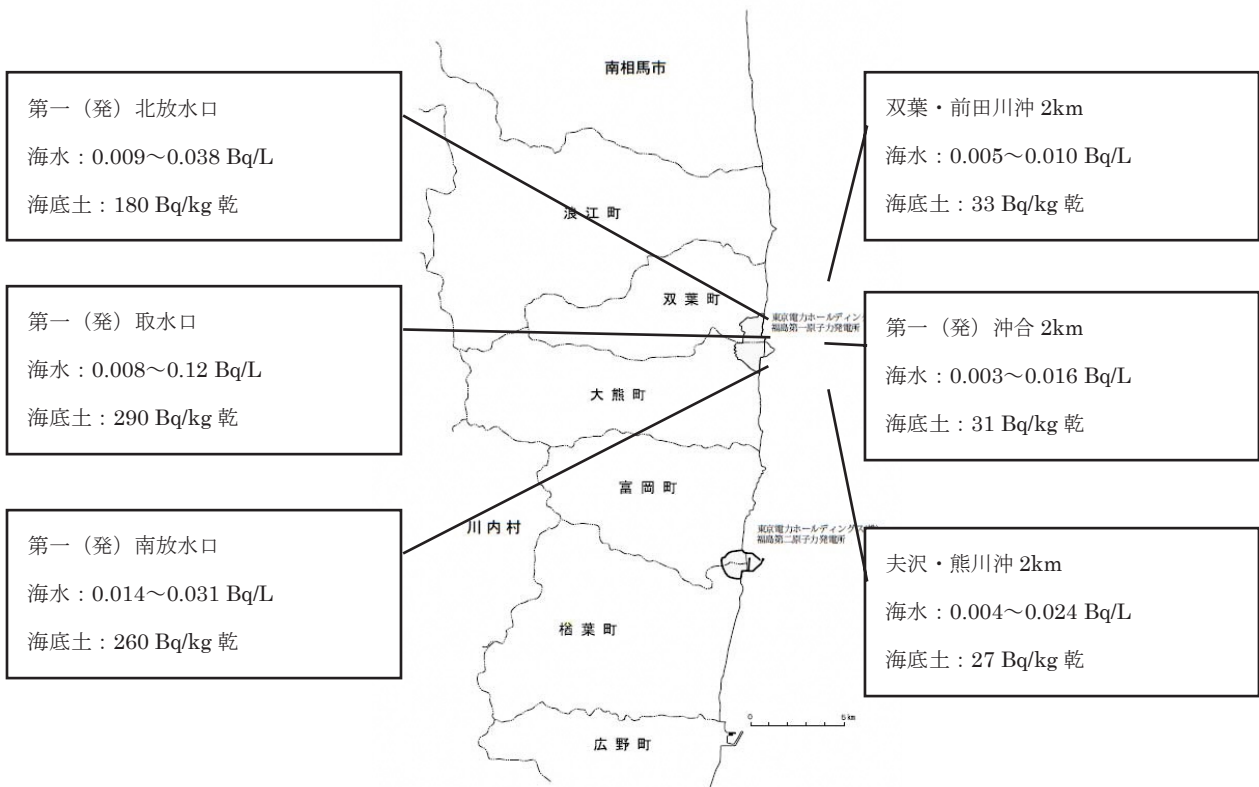 南相馬市
第一（発）北放水口
海水：0.009～0.038 Bq/L
海底土：180 Bq/kg 乾
双葉・前田川沖 2km
海水：0.005～0.010 Bq/L
海底土：33 Bq/kg 乾
浪江町
双葉町
東京電力ホールディング
福島第一原子力発電所
第一（発）取水口
海水：0.008～0.12 Bq/L
海底土：290 Bq/kg 乾
第一（発）沖合 2km
海水：0.003～0.016 Bq/L
海底土：31 Bq/kg 乾
大熊町
富岡町
川内村
東京電力ホールディングス
福島第二原子力発電所
第一（発）南放水口
海水：0.014～0.031 Bq/L
海底土：260 Bq/kg 乾
夫沢・熊川沖 2km
海水：0.004～0.024 Bq/L
海底土：27 Bq/kg 乾
楢葉町
0 5km
広野町